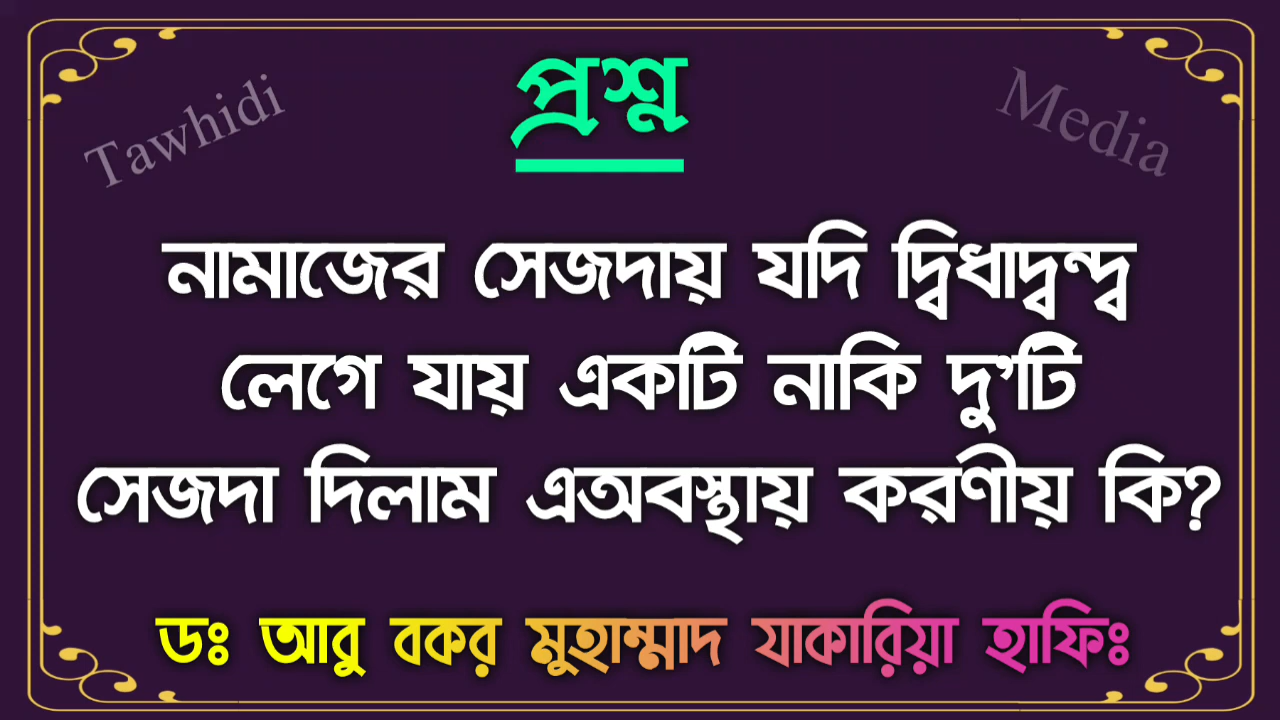 প্রশ্ন
Tawhidi
Media
নামাজের সেজদায় যদি দ্বিধাদ্বন্দ্ব
লেগে যায় একটি নাকি দু'টি
সেজদা দিলাম এঅবস্থায় করণীয় কি?
ডঃ আবু বকর মুহাম্মাদ যাকারিয়া হাফিঃ